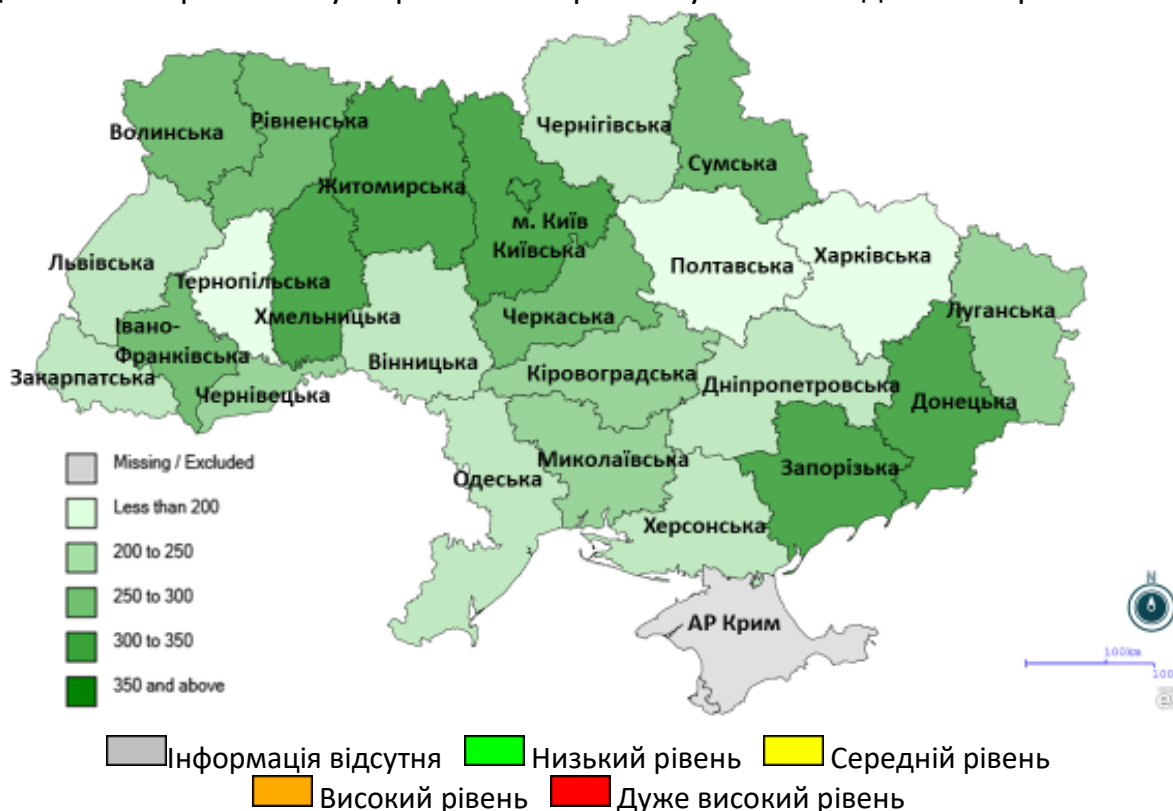 Чернігівська
Волинська
Рівненська
Сумська
Житомирська
м. Київ
Київська
Львівська
Тернопільська
Полтавська
Харківська
Хмельницька
Черкаська
Луганська
Івано-
Франківська
Вінницька
Кіровоградська
Дніпропетровська
Закарпатська
Чернівецька
Донецька
Миколаївська
Запорізька
Одеська
Херсонська
АР Крим
Missing / Excluded
Less than 200
200 to 250
250 to 300
300 to 350
350 and above
N
100km
100
Інформація відсутня Низький рівень Середній рівень
Високий рівень Дуже високий рівень